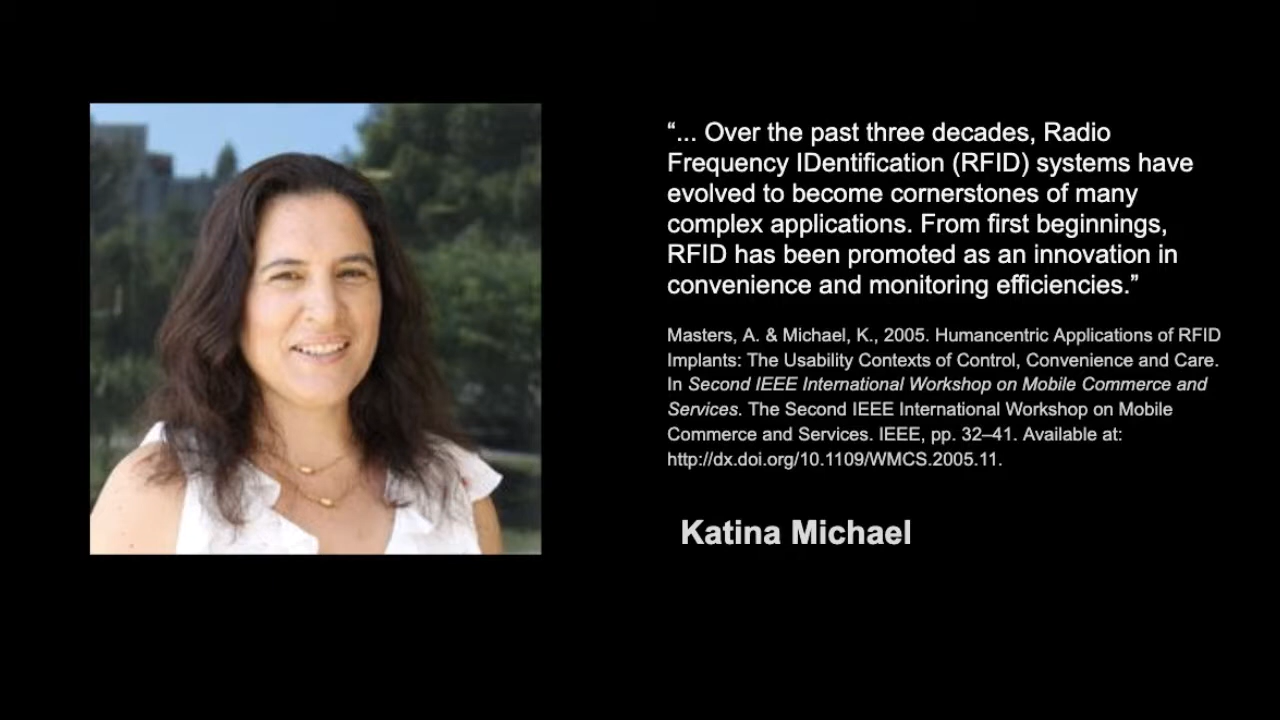 “... Over the past three decades, Radio
Frequency IDentification (RFID) systems have
evolved to become cornerstones of many
complex applications. From first beginnings,
RFID has been promoted as an innovation in
convenience and monitoring efficiencies.”
Masters, A. & Michael, K., 2005. Humancentric Applications of RFID
Implants: The Usability Contexts of Control, Convenience and Care.
In Second IEEE International Workshop on Mobile Commerce and
Services. The Second IEEE International Workshop on Mobile
Commerce and Services. IEEE, pp. 32–41. Available at:
http://dx.doi.org/10.1109/WMCS.2005.11.
Katina Michael